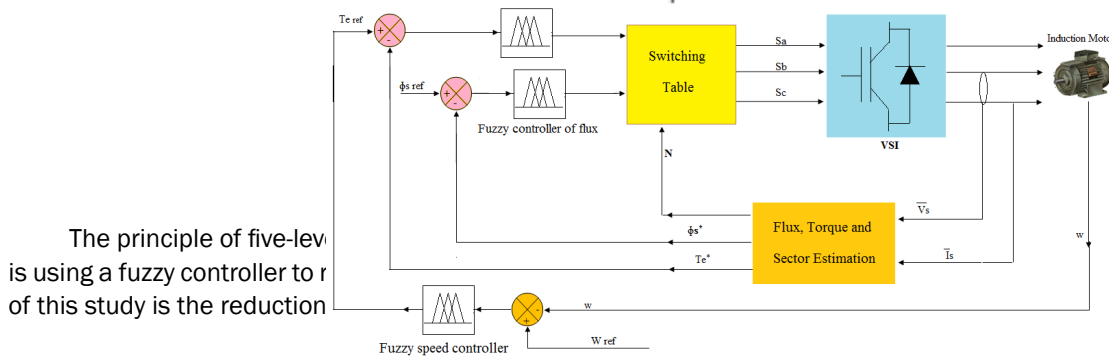 Te ref
+
-
ϕs ref
+
-
Fuzzy controller of flux
Switching
Table
Sa
Sb
Sc
VSI
Induction Moto
N
Flux, Torque and
Sector Estimation
V̅s
I̅s
ϕs*
Te*
w
w
-
+
W ref
Fuzzy speed controller
The principle of five-leve
is using a fuzzy controller to r
of this study is the reduction